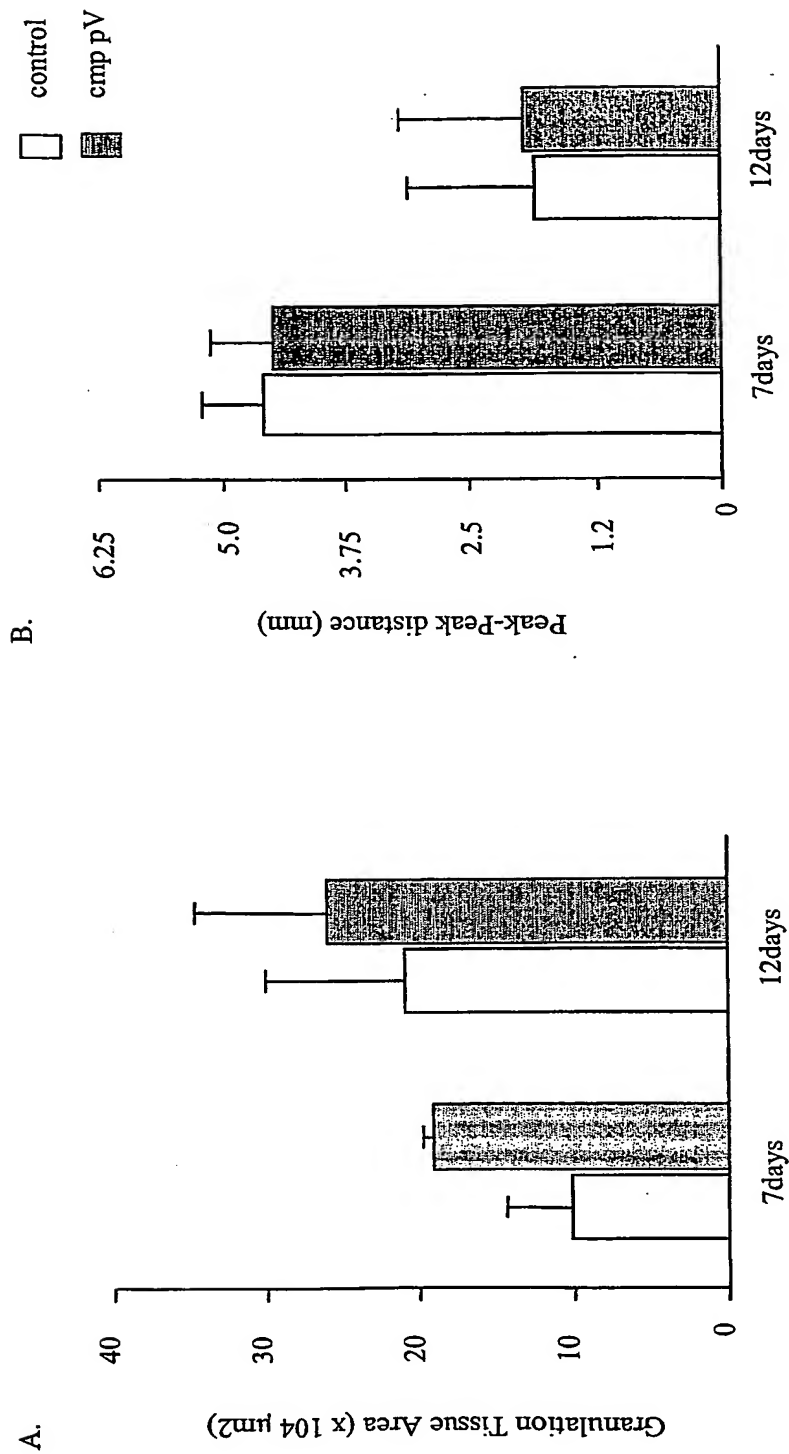 A.
Granulation Tissue Area (x 104 µm2)
40
30
20
10
0
7days
12days
B.
Peak-Peak distance (mm)
6.25
5.0
3.75
2.5
1.2
0
7days
12days
control
cmp pV